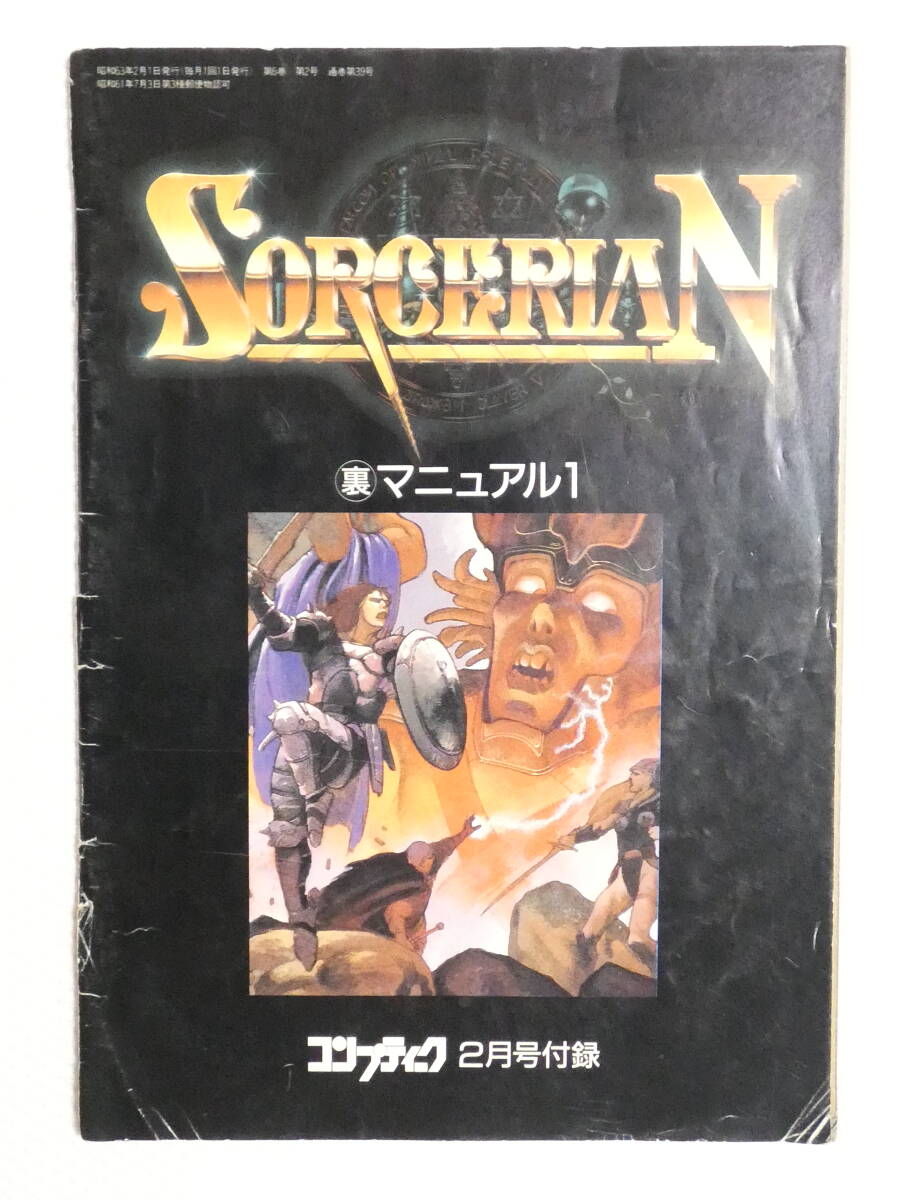 昭和63年2月1日発行(毎月1回1日発行) 第6巻 第2号 通巻第39号
昭和61年7月3日第3種郵便物認可
SORCERIAN
㊙裏マニュアル1
コンプティーク 2月号付録